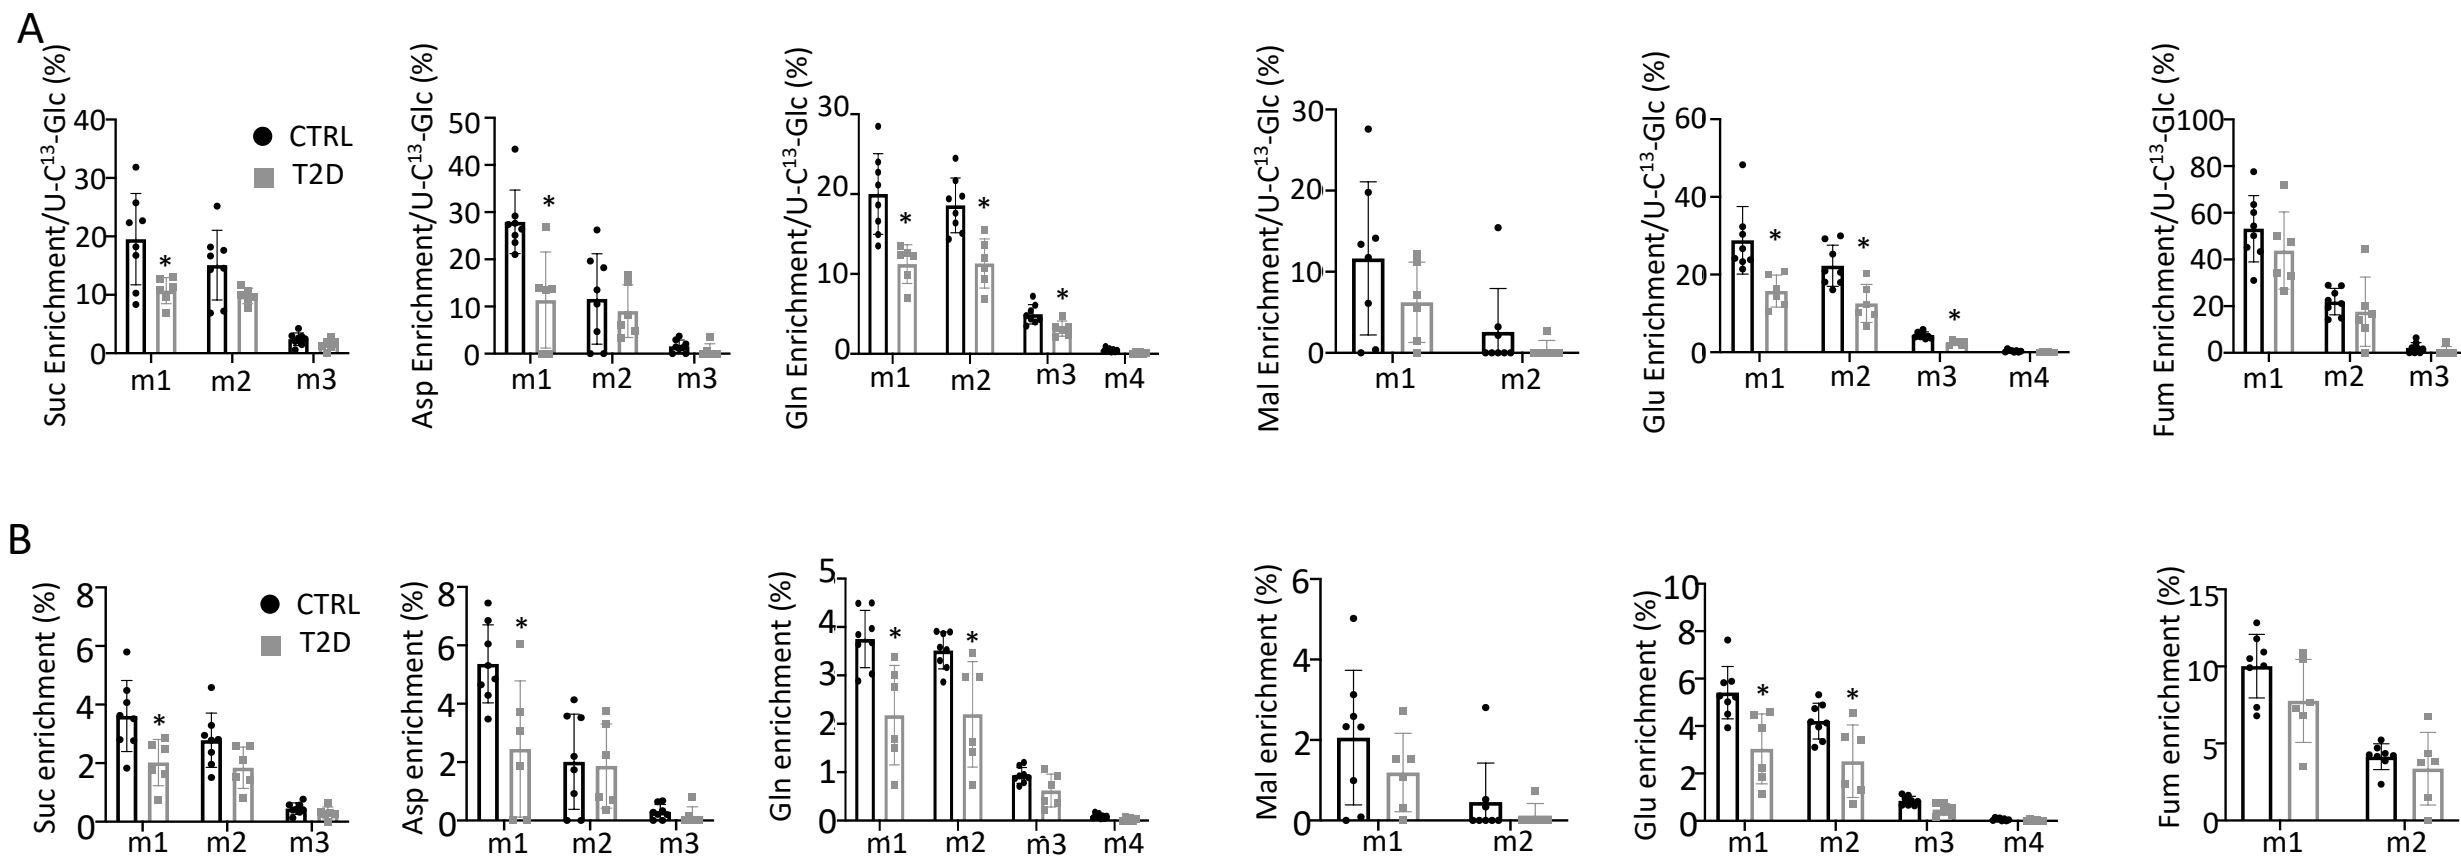 A
Suc Enrichment/U-C¹³-Glc (%)
40
30
20
10
0
m1 m2 m3
CTRL
T2D
*
Asp Enrichment/U-C¹³-Glc (%)
50
40
30
20
10
0
m1 m2 m3
*
Gln Enrichment/U-C¹³-Glc (%)
30
20
10
0
m1 m2 m3 m4
* * *
Mal Enrichment/U-C¹³-Glc (%)
30
20
10
0
m1 m2
Glu Enrichment/U-C¹³-Glc (%)
60
40
20
0
m1 m2 m3 m4
* * *
Fum Enrichment/U-C¹³-Glc (%)
100
80
60
40
20
0
m1 m2 m3
B
Suc enrichment (%)
8
6
4
2
0
m1 m2 m3
CTRL
T2D
*
Asp enrichment (%)
8
6
4
2
0
m1 m2 m3
*
Gln enrichment (%)
5
4
3
2
1
0
m1 m2 m3 m4
* *
Mal enrichment (%)
6
4
2
0
m1 m2
Glu enrichment (%)
10
8
6
4
2
0
m1 m2 m3 m4
* *
Fum enrichment (%)
15
10
5
0
m1 m2